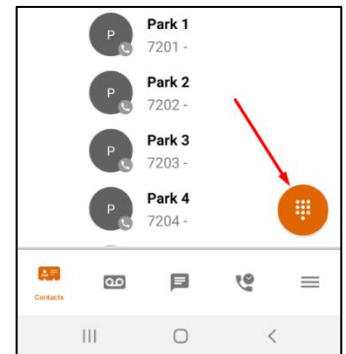 P
Park 1
7201 -
P
Park 2
7202 -
P
Park 3
7203 -
P
Park 4
7204 -
Contacts